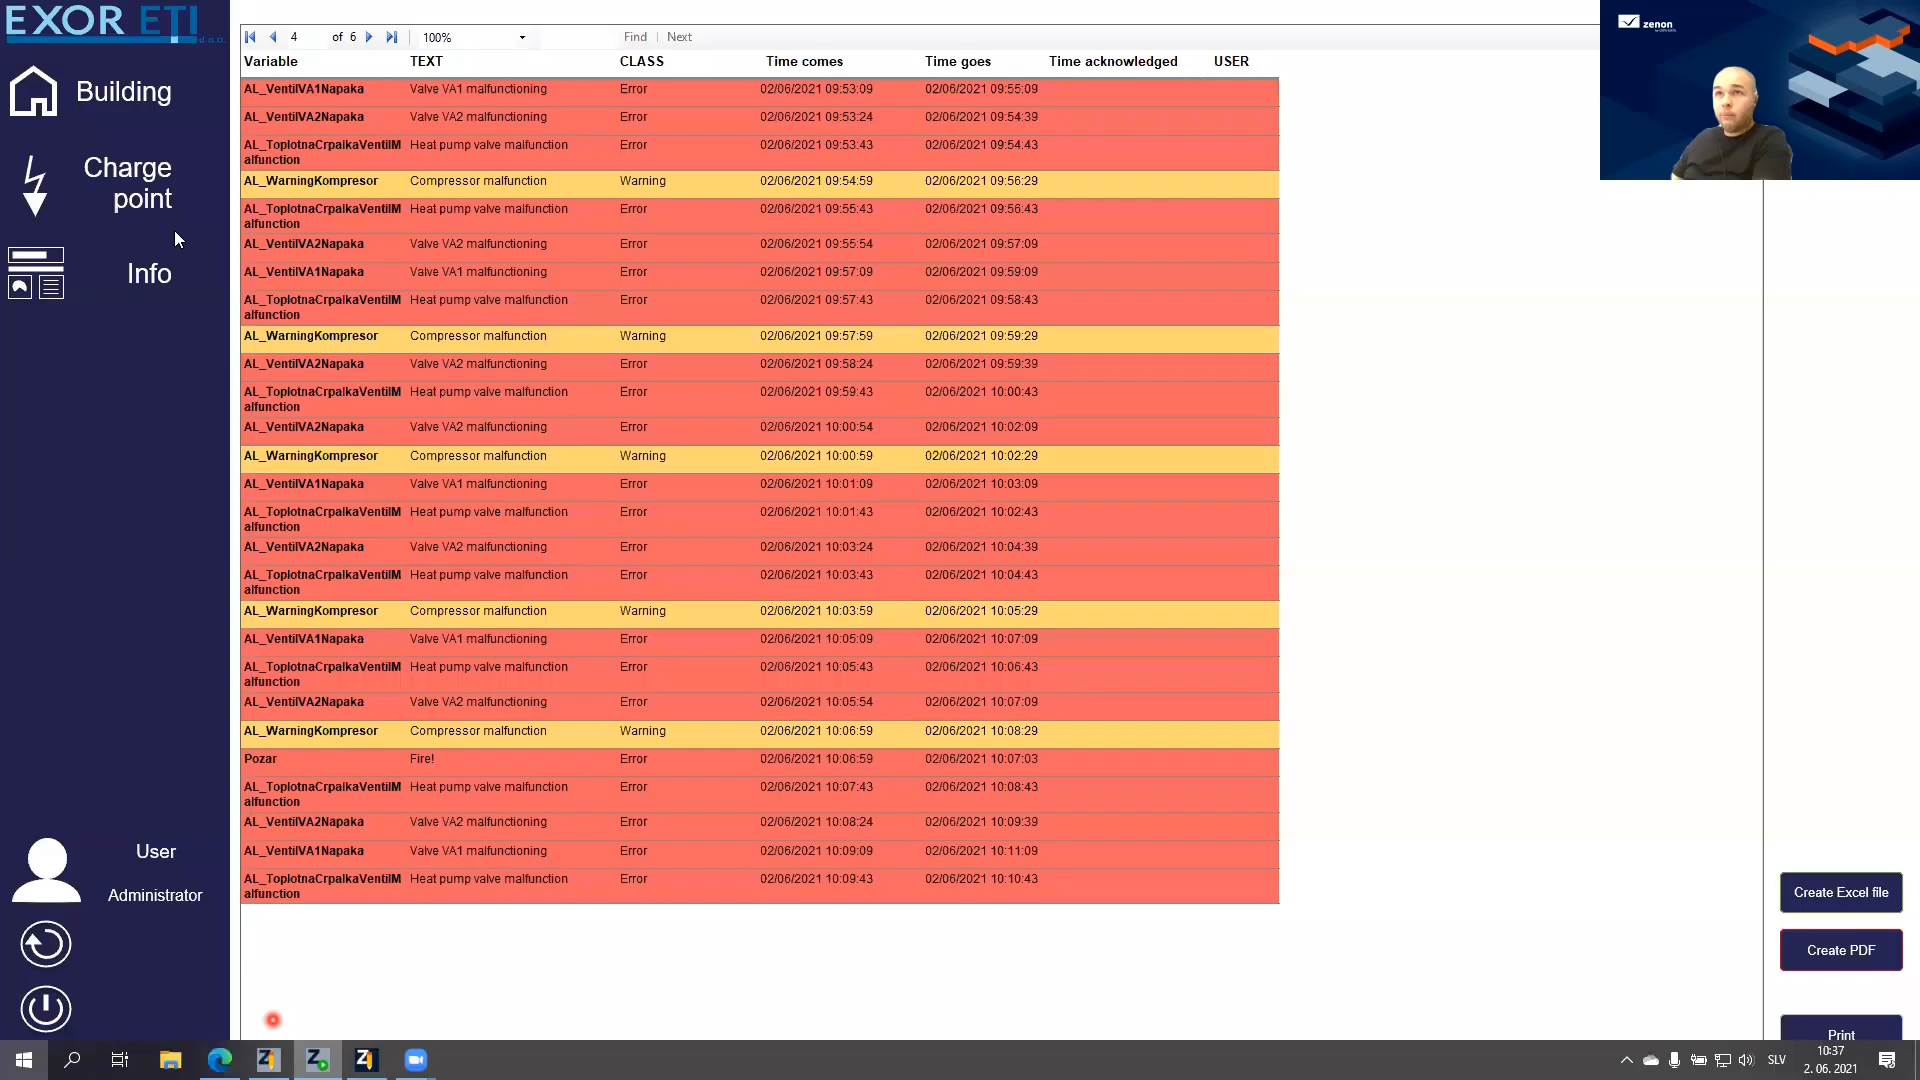 EXOR ETI d.o.o.
zenon
4 of 6 100% Find | Next
Variable TEXT CLASS Time comes Time goes Time acknowledged USER
AL_VentilVA1Napaka Valve VA1 malfunctioning Error 02/06/2021 09:53:09 02/06/2021 09:55:09
AL_VentilVA2Napaka Valve VA2 malfunctioning Error 02/06/2021 09:53:24 02/06/2021 09:54:39
AL_ToplotnaCrpalkaVentilM Heat pump valve malfunction Error 02/06/2021 09:53:43 02/06/2021 09:54:43
alfunction
AL_WarningKompresor Compressor malfunction Warning 02/06/2021 09:54:59 02/06/2021 09:56:29
AL_ToplotnaCrpalkaVentilM Heat pump valve malfunction Error 02/06/2021 09:55:43 02/06/2021 09:56:43
alfunction
AL_VentilVA2Napaka Valve VA2 malfunctioning Error 02/06/2021 09:55:54 02/06/2021 09:57:09
AL_VentilVA1Napaka Valve VA1 malfunctioning Error 02/06/2021 09:57:09 02/06/2021 09:59:09
AL_ToplotnaCrpalkaVentilM Heat pump valve malfunction Error 02/06/2021 09:57:43 02/06/2021 09:58:43
alfunction
AL_WarningKompresor Compressor malfunction Warning 02/06/2021 09:57:59 02/06/2021 09:59:29
AL_VentilVA2Napaka Valve VA2 malfunctioning Error 02/06/2021 09:58:24 02/06/2021 09:59:39
AL_ToplotnaCrpalkaVentilM Heat pump valve malfunction Error 02/06/2021 09:59:43 02/06/2021 10:00:43
alfunction
AL_VentilVA2Napaka Valve VA2 malfunctioning Error 02/06/2021 10:00:54 02/06/2021 10:02:09
AL_WarningKompresor Compressor malfunction Warning 02/06/2021 10:00:59 02/06/2021 10:02:29
AL_VentilVA1Napaka Valve VA1 malfunctioning Error 02/06/2021 10:01:09 02/06/2021 10:03:09
AL_ToplotnaCrpalkaVentilM Heat pump valve malfunction Error 02/06/2021 10:01:43 02/06/2021 10:02:43
alfunction
AL_VentilVA2Napaka Valve VA2 malfunctioning Error 02/06/2021 10:03:24 02/06/2021 10:04:39
AL_ToplotnaCrpalkaVentilM Heat pump valve malfunction Error 02/06/2021 10:03:43 02/06/2021 10:04:43
alfunction
AL_WarningKompresor Compressor malfunction Warning 02/06/2021 10:03:59 02/06/2021 10:05:29
AL_VentilVA1Napaka Valve VA1 malfunctioning Error 02/06/2021 10:05:09 02/06/2021 10:07:09
AL_ToplotnaCrpalkaVentilM Heat pump valve malfunction Error 02/06/2021 10:05:43 02/06/2021 10:06:43
alfunction
AL_VentilVA2Napaka Valve VA2 malfunctioning Error 02/06/2021 10:05:54 02/06/2021 10:07:09
AL_WarningKompresor Compressor malfunction Warning 02/06/2021 10:06:59 02/06/2021 10:08:29
Pozar Fire! Error 02/06/2021 10:06:59 02/06/2021 10:07:03
AL_ToplotnaCrpalkaVentilM Heat pump valve malfunction Error 02/06/2021 10:07:43 02/06/2021 10:08:43
alfunction
AL_VentilVA2Napaka Valve VA2 malfunctioning Error 02/06/2021 10:08:24 02/06/2021 10:09:39
AL_VentilVA1Napaka Valve VA1 malfunctioning Error 02/06/2021 10:09:09 02/06/2021 10:11:09
AL_ToplotnaCrpalkaVentilM Heat pump valve malfunction Error 02/06/2021 10:09:43 02/06/2021 10:10:43
alfunction
Building
Charge
point
Info
User
Administrator
Create Excel file
Create PDF
Print
SLV
10:37
2. 06. 2021